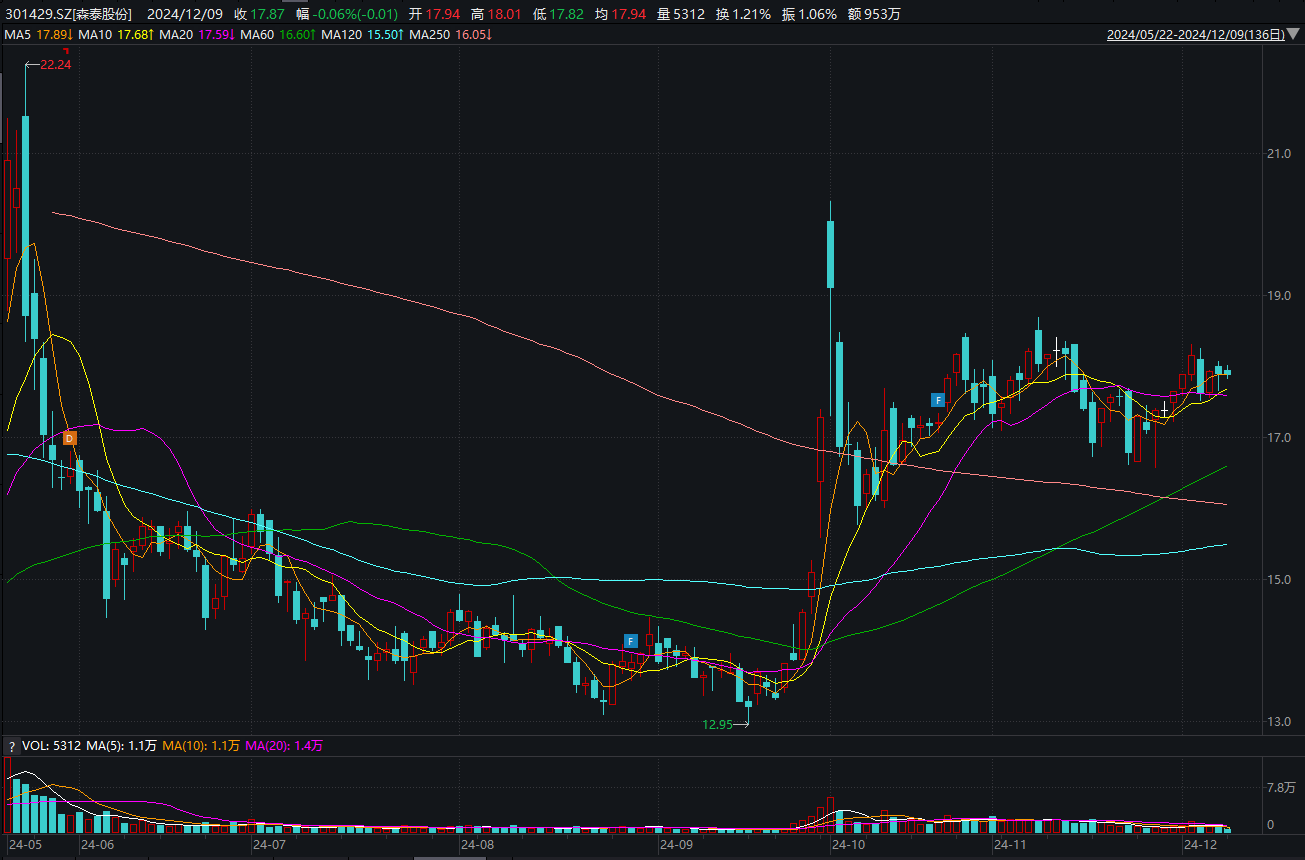 301429.SZ[森泰股份] 2024/12/09 收 17.87 幅 -0.06%(-0.01) 开 17.94 高 18.01 低 17.82 均 17.94 量 5312 换 1.21% 振 1.06% 额 953万
MA5 17.89↓ MA10 17.68↑ MA20 17.59↓ MA60 16.60↑ MA120 15.50↑ MA250 16.05↓ 2024/05/22-2024/12/09(136日)
22.24
21.0
19.0
F
D
17.0
15.0
F
12.95
13.0
? VOL: 5312 MA(5): 1.1万 MA(10): 1.1万 MA(20): 1.4万
7.8万
0
24-05 24-06 24-07 24-08 24-09 24-10 24-11 24-12